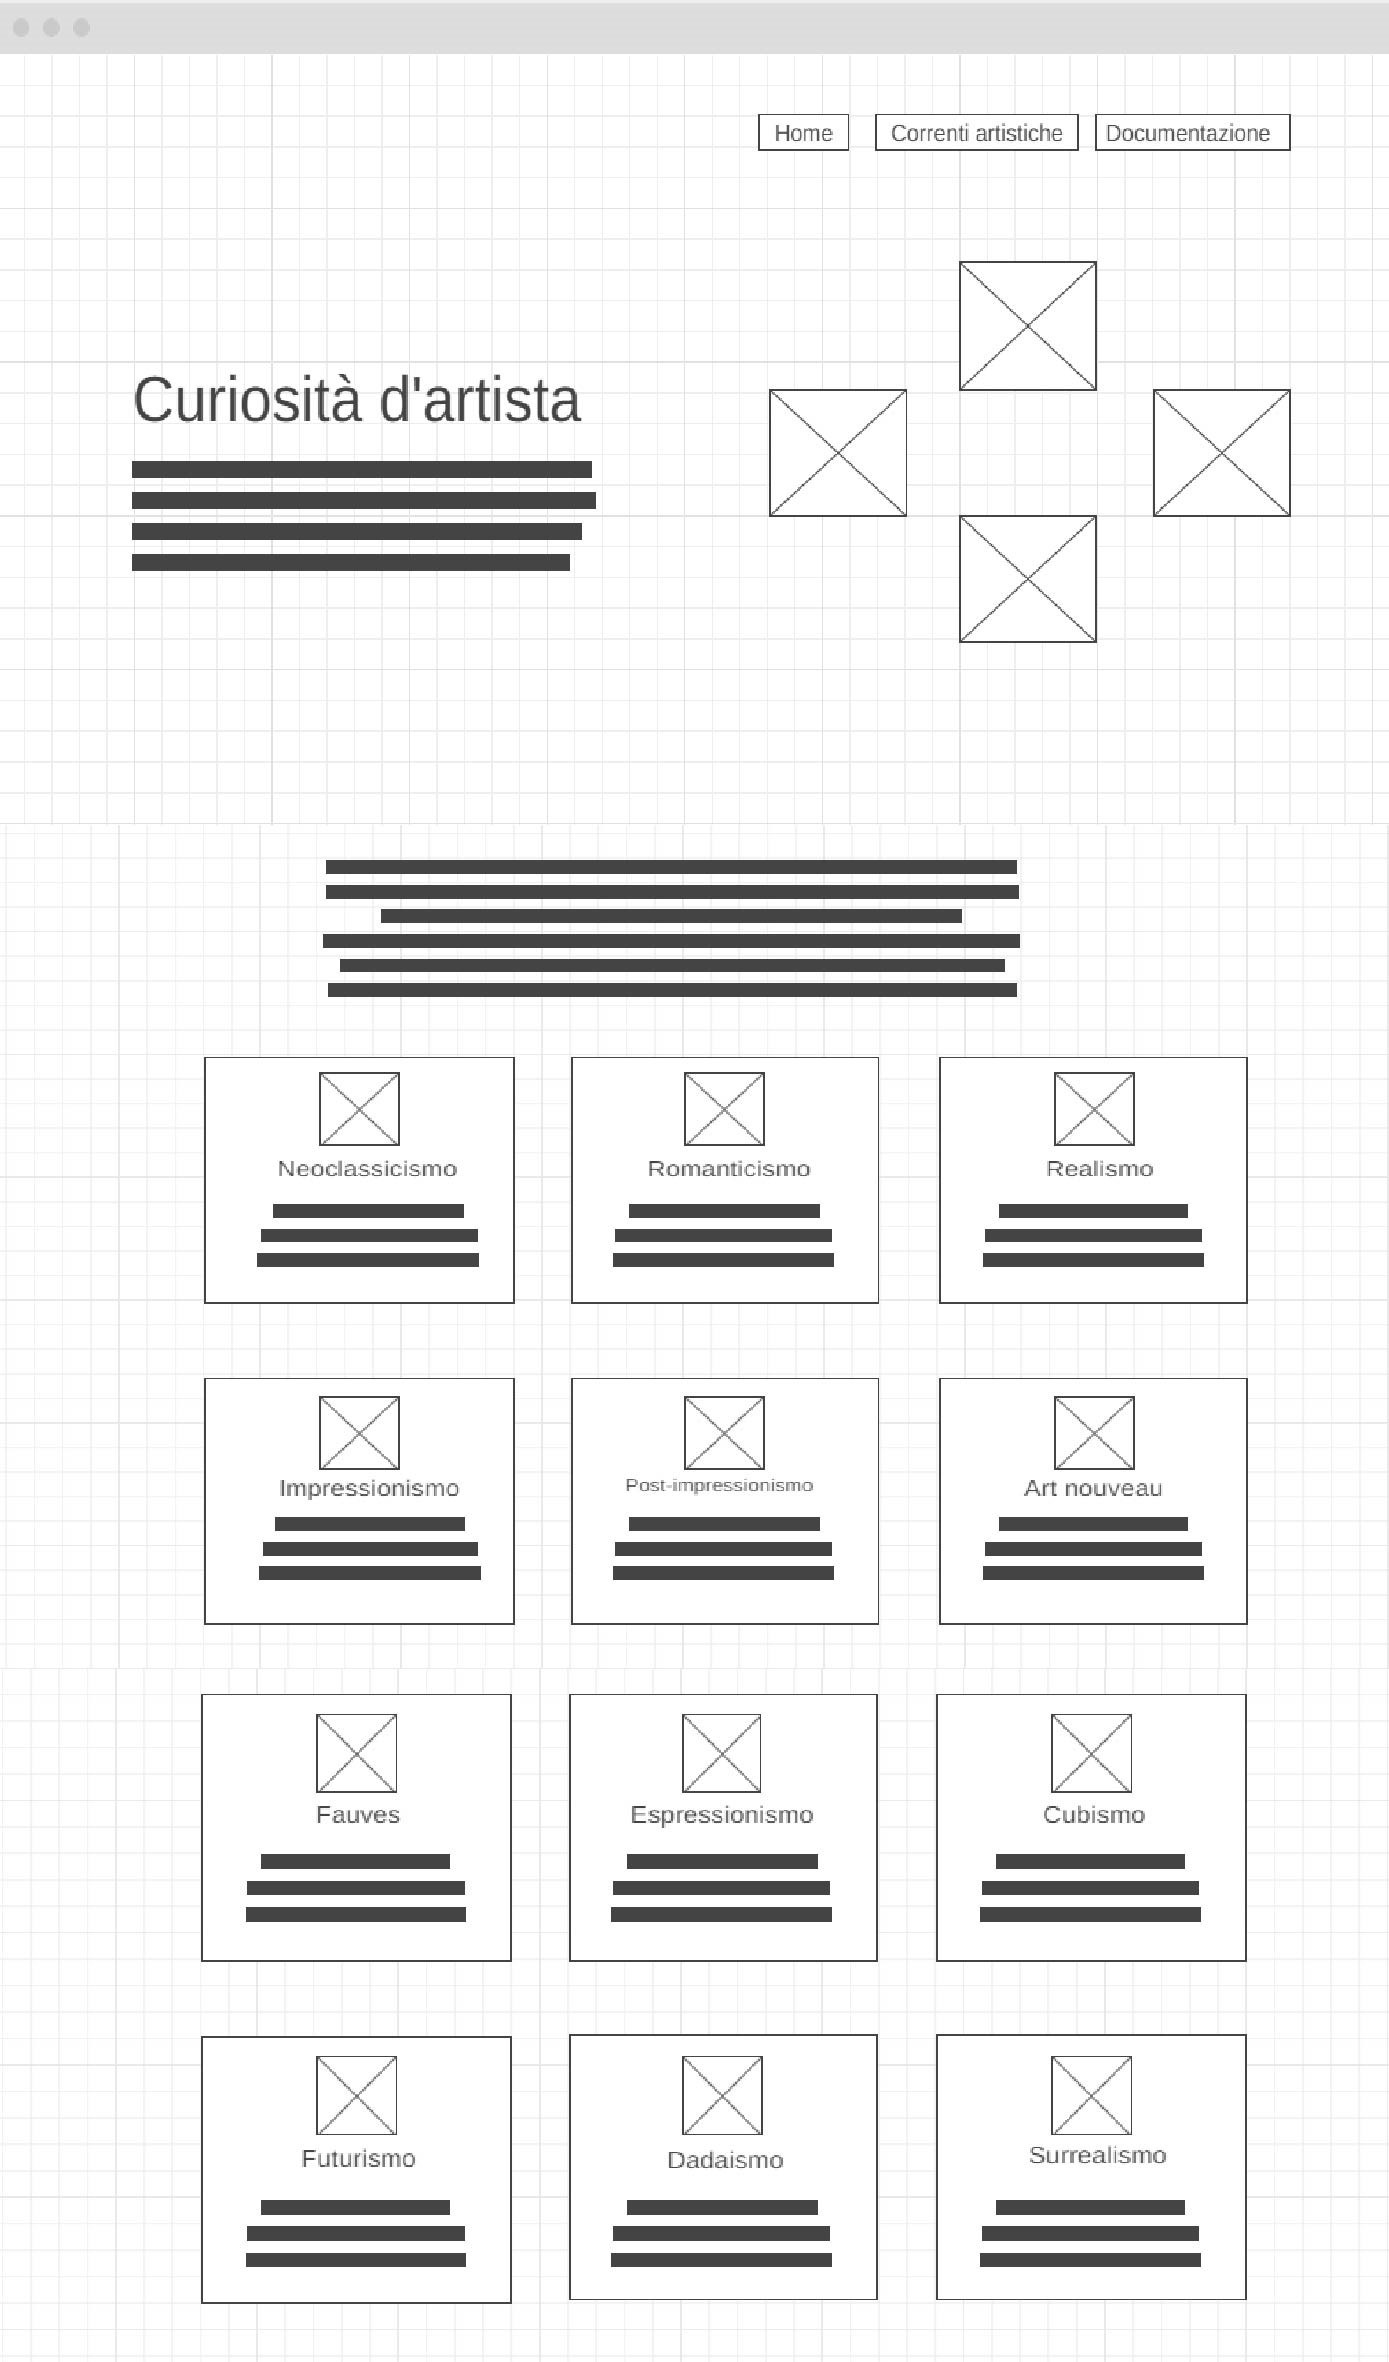 Home
Correnti artistiche
Documentazione
Curiosità d'artista
Neoclassicismo
Romanticismo
Realismo
Impressionismo
Post-impressionismo
Art nouveau
Fauves
Espressionismo
Cubismo
Futurismo
Dadaismo
Surrealismo